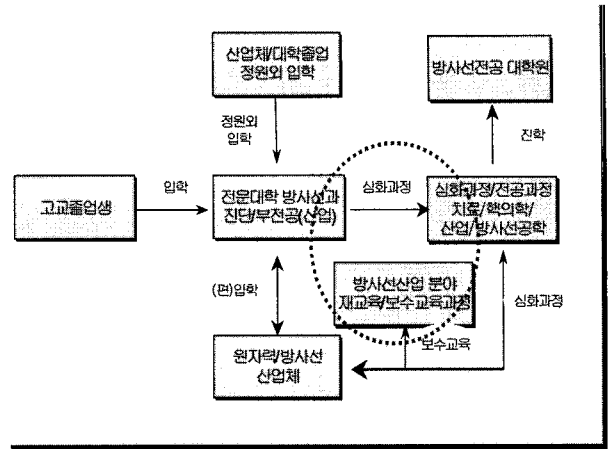 산업체/대학졸업
정원외 입학
방사선전공 대학원
정원외
입학
진학
고교졸업생
입학
전문대학 방사선과
진단/부전공(산업)
심화과정
심화과정/전공과정
치료/핵의학/
산업/방사선공학
(편)입학
방사선산업 분야
재교육/보수교육과정
심화과정
원자력/방사선
산업체
보수교육